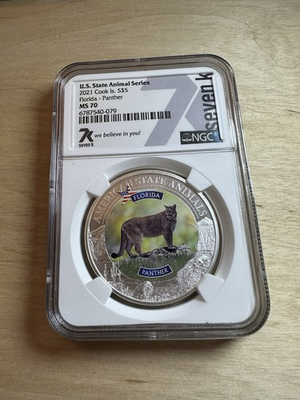 U.S. State Animal Series
2021 Cook Is. S$5
Florida - Panther
MS 70
6787540-079
7k we believe in you!
seven k
NGC
seven k
AMERICAN STATE ANIMALS
FLORIDA
PANTHER